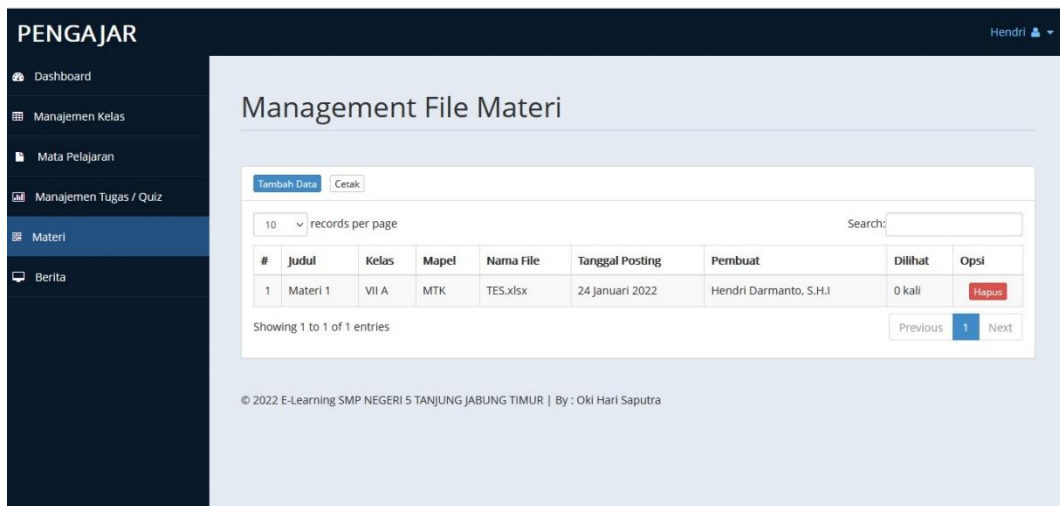 PENGAJAR
Hendri
Dashboard
Manajemen Kelas
Mata Pelajaran
Manajemen Tugas / Quiz
Materi
Berita
Management File Materi
Tambah Data Cetak
10 records per page Search:
# Judul Kelas Mapel Nama File Tanggal Posting Pembuat Dilihat Opsi
1 Materi 1 VII A MTK TES.xlsx 24 Januari 2022 Hendri Darmanto, S.H.I 0 kali Hapus
Showing 1 to 1 of 1 entries Previous 1 Next
© 2022 E-Learning SMP NEGERI 5 TANJUNG JABUNG TIMUR | By : Oki Hari Saputra